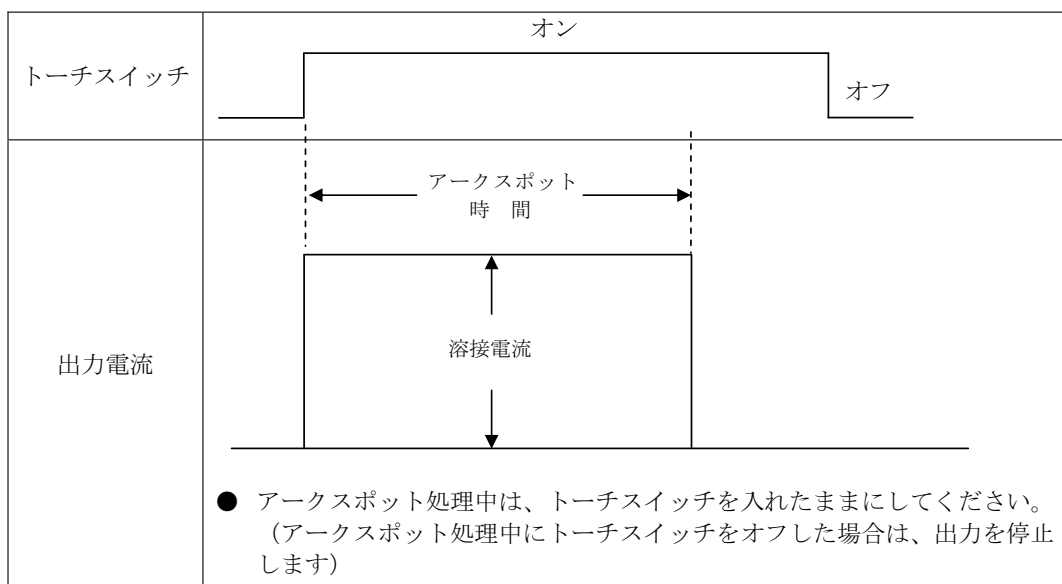 オン
トーチスイッチ
オフ
アークスポット
時　間
溶接電流
出力電流
● アークスポット処理中は、トーチスイッチを入れたままにしてください。
（アークスポット処理中にトーチスイッチをオフした場合は、出力を停止
します）